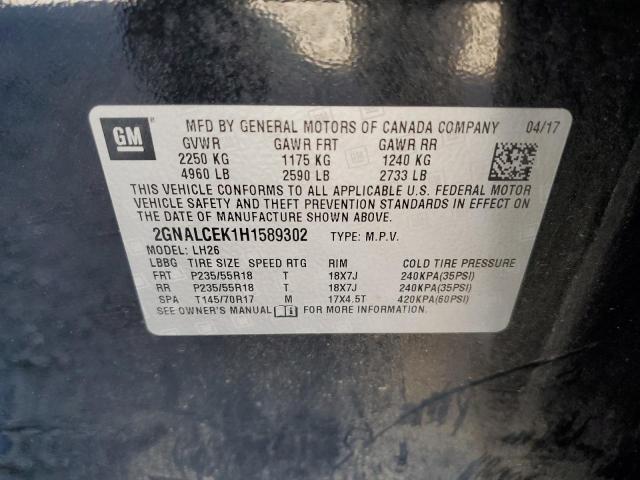 GM
MFD BY GENERAL MOTORS OF CANADA COMPANY 04/17
GVWR GAWR FRT GAWR RR
2250 KG 1175 KG 1240 KG
4960 LB 2590 LB 2733 LB
THIS VEHICLE CONFORMS TO ALL APPLICABLE U.S. FEDERAL MOTOR
VEHICLE SAFETY AND THEFT PREVENTION STANDARDS IN EFFECT ON
THE DATE OF MANUFACTURE SHOWN ABOVE.
2GNALCEK1H1589302 TYPE: M.P.V.
MODEL: LH26
LBBG TIRE SIZE SPEED RTG RIM COLD TIRE PRESSURE
FRT P235/55R18 T 18X7J 240KPA(35PSI)
RR P235/55R18 T 18X7J 240KPA(35PSI)
SPA T145/70R17 M 17X4.5T 420KPA(60PSI)
SEE OWNER'S MANUAL FOR MORE INFORMATION.